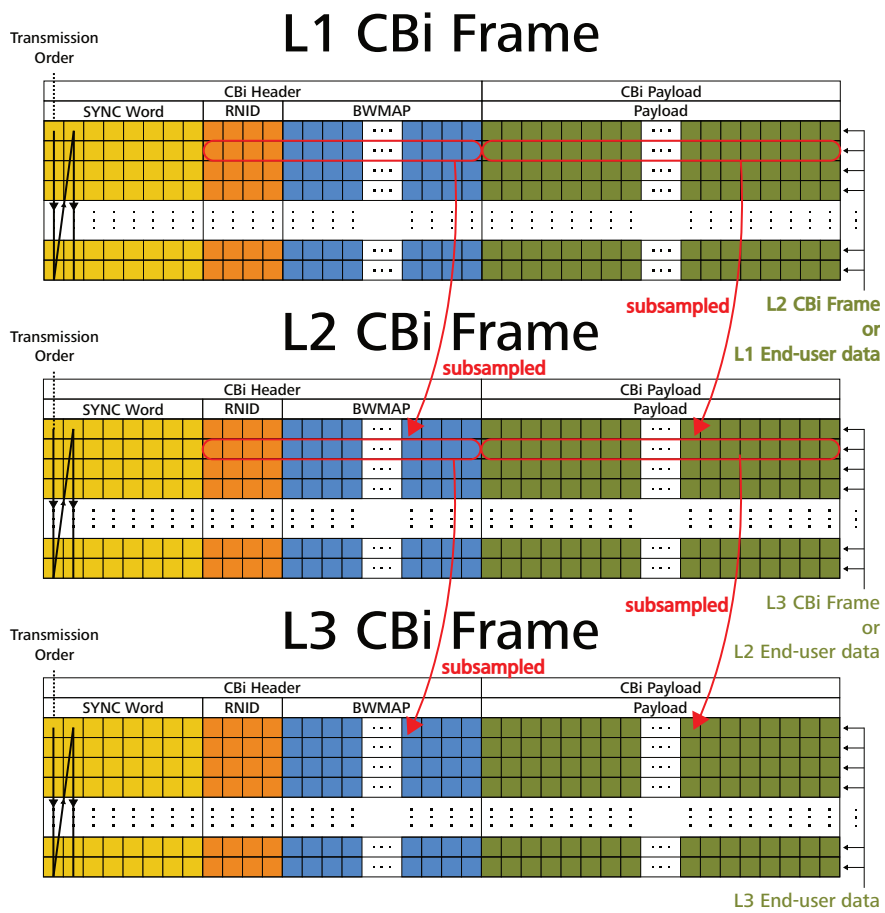 L1 CBi Frame
Transmission
Order
CBi Header
CBi Payload
SYNC Word
RNID
BWMAP
Payload
L2 CBi Frame
or
L1 End-user data
subsampled
L2 CBi Frame
Transmission
Order
subsampled
CBi Header
CBi Payload
SYNC Word
RNID
BWMAP
Payload
L3 CBi Frame
or
L2 End-user data
subsampled
L3 CBi Frame
Transmission
Order
subsampled
CBi Header
CBi Payload
SYNC Word
RNID
BWMAP
Payload
L3 End-user data